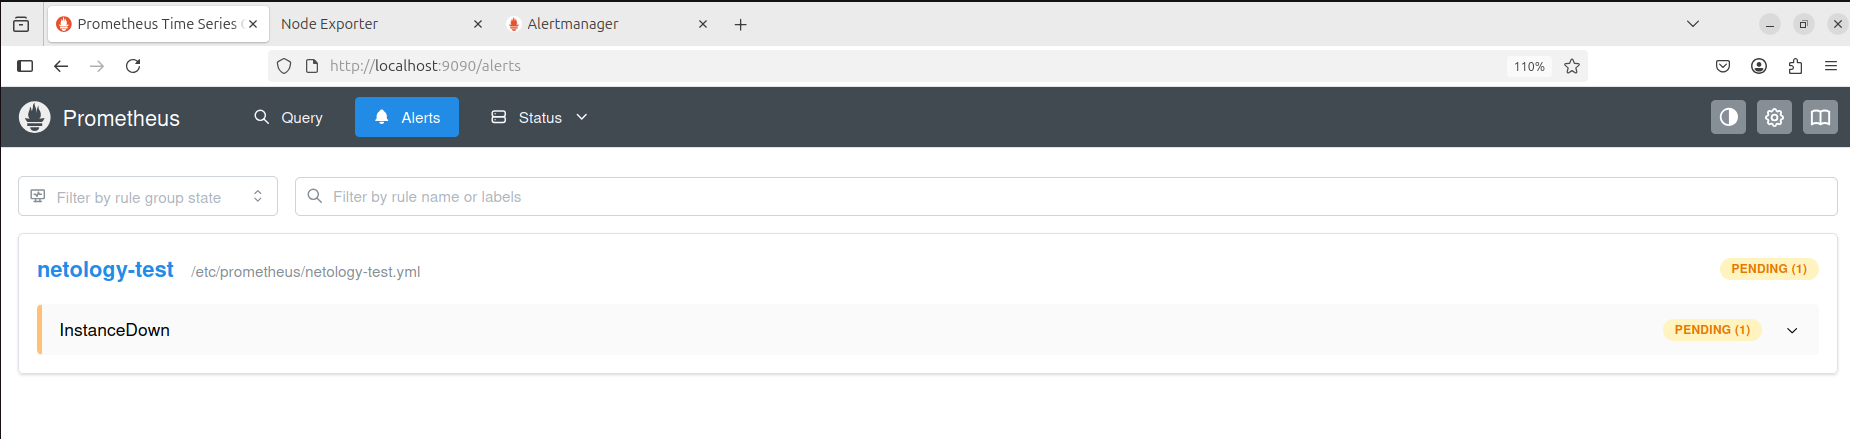 Prometheus Time Series
Node Exporter
Alertmanager
http://localhost:9090/alerts
110%
Prometheus
Query
Alerts
Status
Filter by rule group state
Filter by rule name or labels
netology-test /etc/prometheus/netology-test.yml PENDING (1)
InstanceDown PENDING (1)